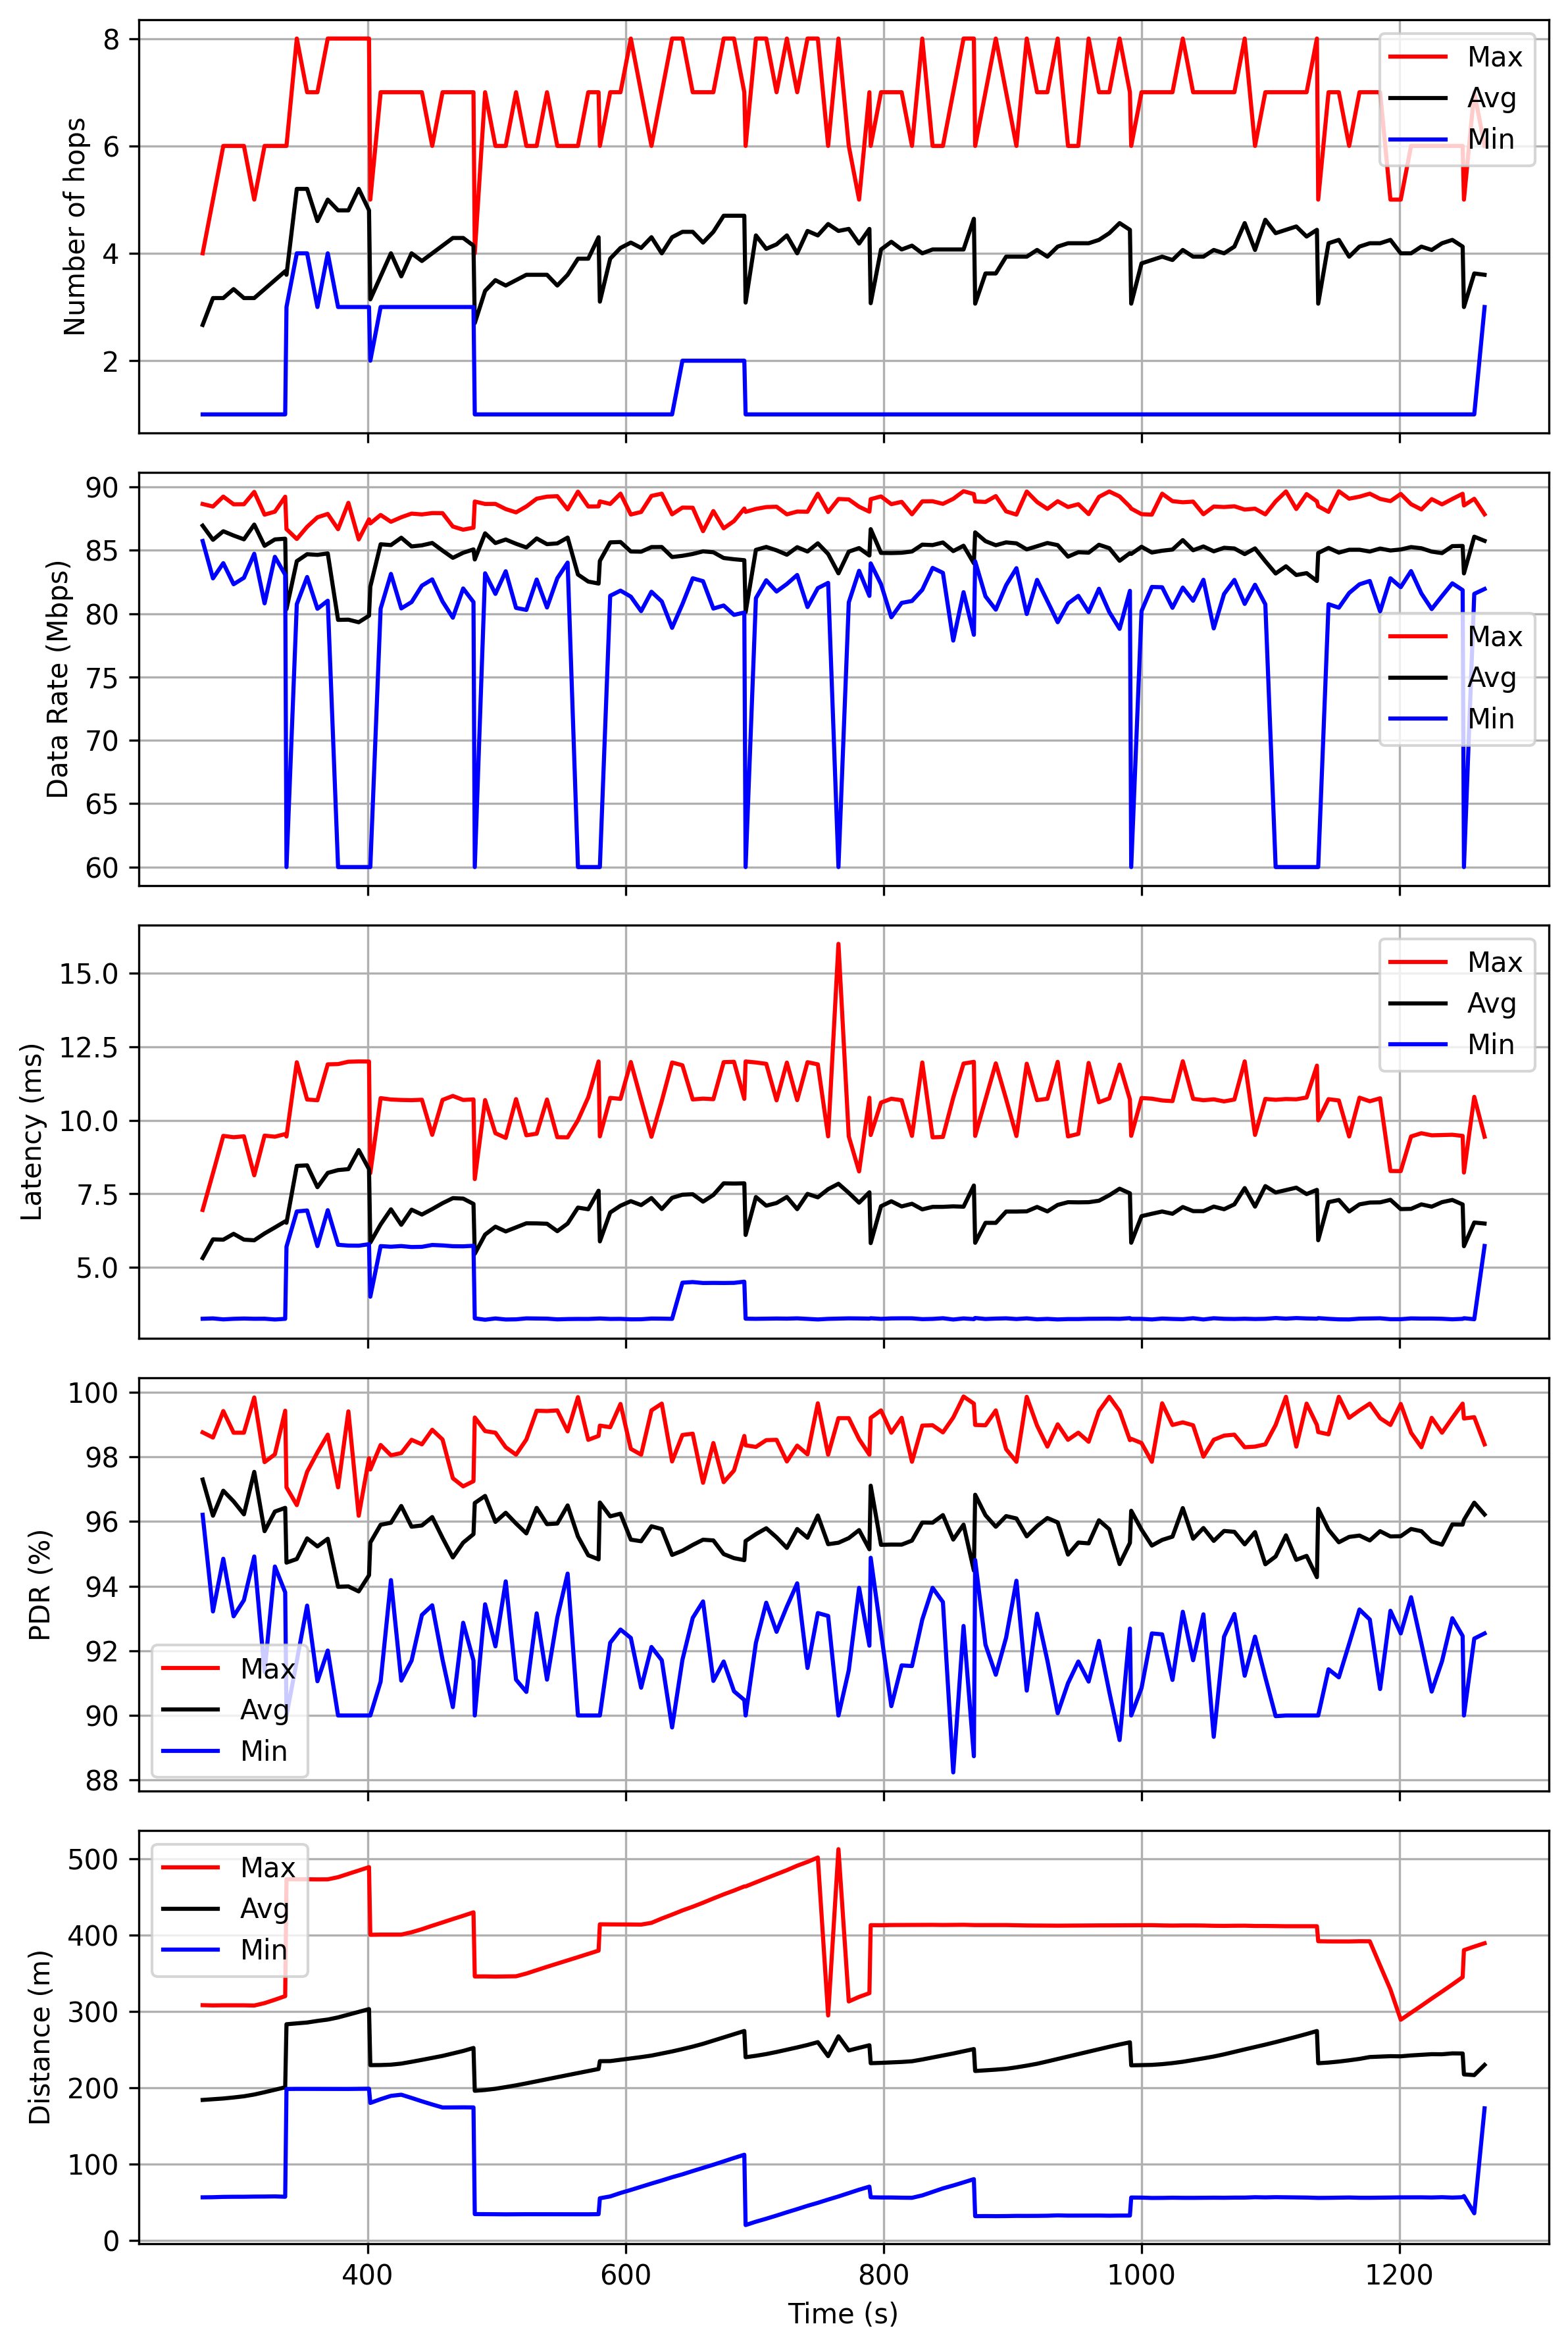 Number of hops
8
6
4
2
Max
Avg
Min
Data Rate (Mbps)
90
85
80
75
70
65
60
Max
Avg
Min
Latency (ms)
15.0
12.5
10.0
7.5
5.0
Max
Avg
Min
PDR (%)
100
98
96
94
92
90
88
Max
Avg
Min
Distance (m)
500
400
300
200
100
0
Max
Avg
Min
400 600 800 1000 1200
Time (s)